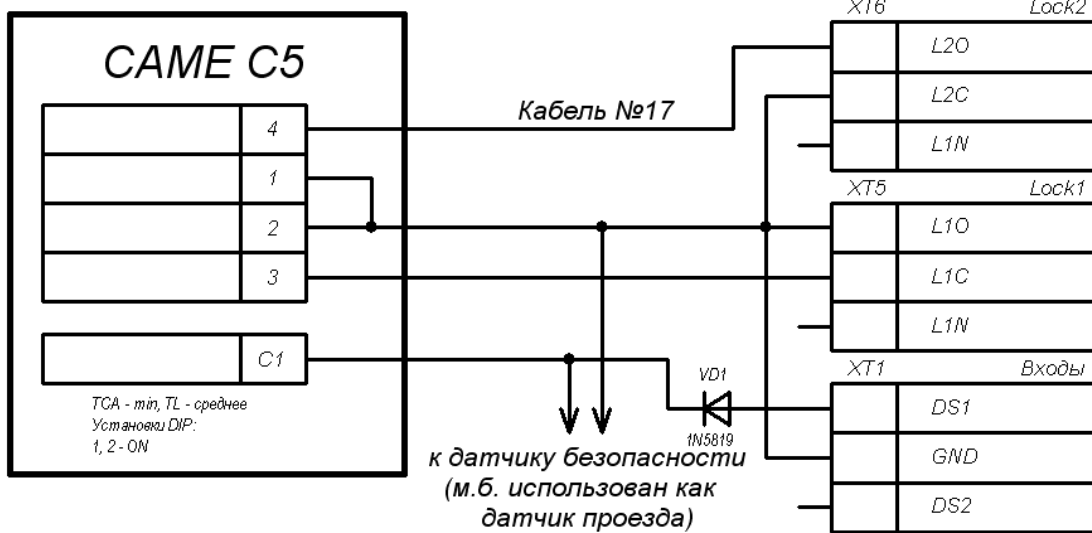 САМЕ С5
4
1
2
3
C1
TCA - min, TL - среднее
Установки DIP:
1, 2 - ON
Кабель №17
VD1
1N5819
к датчику безопасности
(м.б. использован как
датчик проезда)
XT6 Lock2
L2O
L2C
L1N
XT5 Lock1
L1O
L1C
L1N
XT1 Входы
DS1
GND
DS2